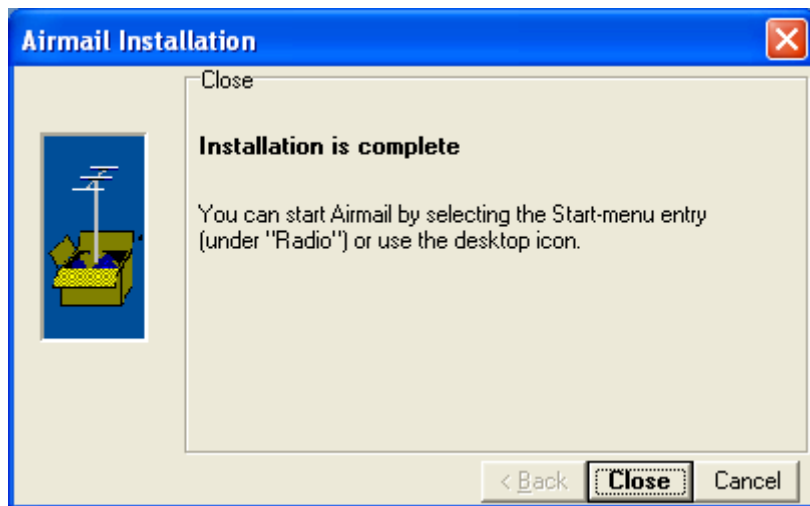 Airmail Installation
Close
Installation is complete
You can start Airmail by selecting the Start-menu entry
(under "Radio") or use the desktop icon.
< Back Close Cancel